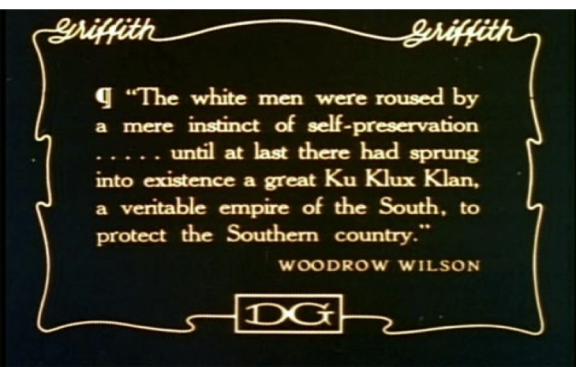 Griffith Griffith
¶ "The white men were roused by
a mere instinct of self-preservation
..... until at last there had sprung
into existence a great Ku Klux Klan,
a veritable empire of the South, to
protect the Southern country."
WOODROW WILSON
DG